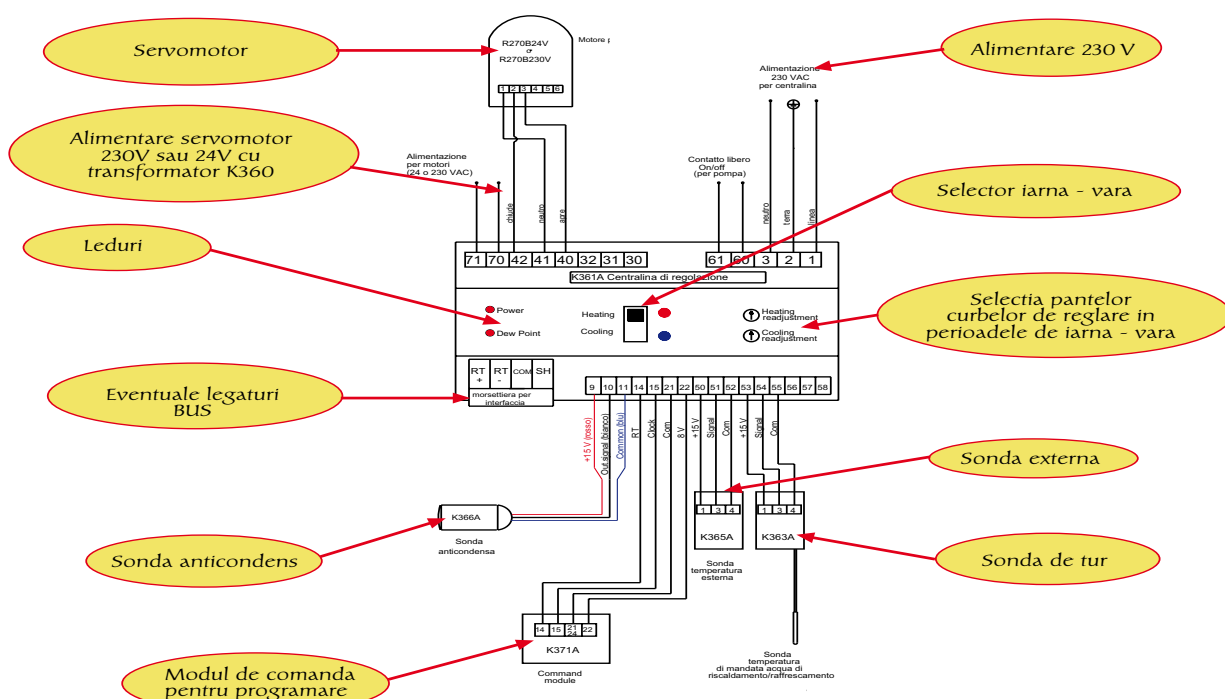 Servomotor
R270B24V
o
R270B230V
Motore p
1 2 3 4 5 6
Alimentare 230 V
Alimentazione
230 VAC
per centralina
Alimentare servomotor
230V sau 24V cu
transformator K360
Alimentazione
per motori
(24 o 230 VAC)
chiude
neutro
apre
Contatto libero
On/off
(per pompa)
neutro
terra
linea
Selector iarna - vara
Leduri
71 70 42 41 40 32 31 30
61 60 3 2 1
K361A Centralina di regolazione
Power
Dew Point
Heating
Cooling
Heating
readjustment
Cooling
readjustment
Selectia pantelor
curbelor de reglare in
perioadele de iarna - vara
RT
+
RT
-
COM
SH
morsettiera per
interfaccia
9 10 11 14 15 21 22 50 51 52 53 54 55 56 57 58
Eventuale legaturi
BUS
+15 V (rosso)
Out signal (bianco)
Common (blu)
RT
Clock
Com
8 V
+15 V
Signal
Com
+15 V
Signal
Com
Sonda externa
K366A
Sonda
anticondensa
Sonda anticondens
1 3 4
K365A
Sonda
temperatura
esterna
1 3 4
K363A
Sonda de tur
14 15 21 24 22
K371A
Command
module
Modul de comanda
pentru programare
Sonda
temperatura
di mandata acqua di
riscaldamento/raffrescamento